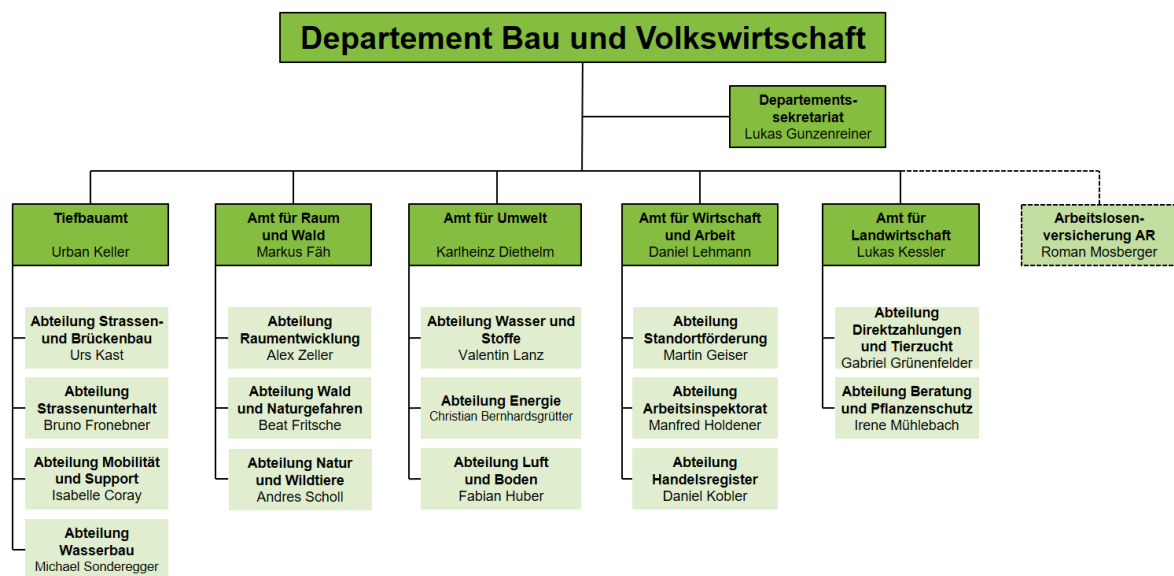 Departement Bau und Volkswirtschaft
Departements-
sekretariat
Lukas Gunzenreiner
Tiefbauamt
Urban Keller
Amt für Raum
und Wald
Markus Fäh
Amt für Umwelt
Karlheinz Diethelm
Amt für Wirtschaft
und Arbeit
Daniel Lehmann
Amt für
Landwirtschaft
Lukas Kessler
Arbeitslosen-
versicherung AR
Roman Mosberger
Abteilung Strassen-
und Brückenbau
Urs Kast
Abteilung
Strassenunterhalt
Bruno Fronebner
Abteilung Mobilität
und Support
Isabelle Coray
Abteilung
Wasserbau
Michael Sonderegger
Abteilung
Raumentwicklung
Alex Zeller
Abteilung Wald
und Naturgefahren
Beat Fritsche
Abteilung Natur
und Wildtiere
Andres Scholl
Abteilung Wasser und
Stoffe
Valentin Lanz
Abteilung Energie
Christian Bernhardsgrütter
Abteilung Luft
und Boden
Fabian Huber
Abteilung
Standortförderung
Martin Geiser
Abteilung
Arbeitsinspektorat
Manfred Holdener
Abteilung
Handelsregister
Daniel Kobler
Abteilung
Direktzahlungen
und Tierzucht
Gabriel Grünenfelder
Abteilung Beratung
und Pflanzenschutz
Irene Mühlebach